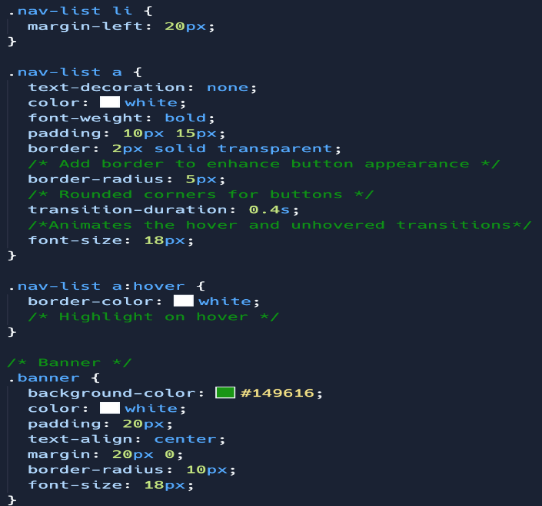 .nav-list li {
  margin-left: 20px;
}

.nav-list a {
  text-decoration: none;
  color: white;
  font-weight: bold;
  padding: 10px 15px;
  border: 2px solid transparent;
  /* Add border to enhance button appearance */
  border-radius: 5px;
  /* Rounded corners for buttons */
  transition-duration: 0.4s;
  /*Animates the hover and unhovered transitions*/
  font-size: 18px;
}

.nav-list a:hover {
  border-color: white;
  /* Highlight on hover */
}

/* Banner */
.banner {
  background-color: #149616;
  color: white;
  padding: 20px;
  text-align: center;
  margin: 20px 0;
  border-radius: 10px;
  font-size: 18px;
}